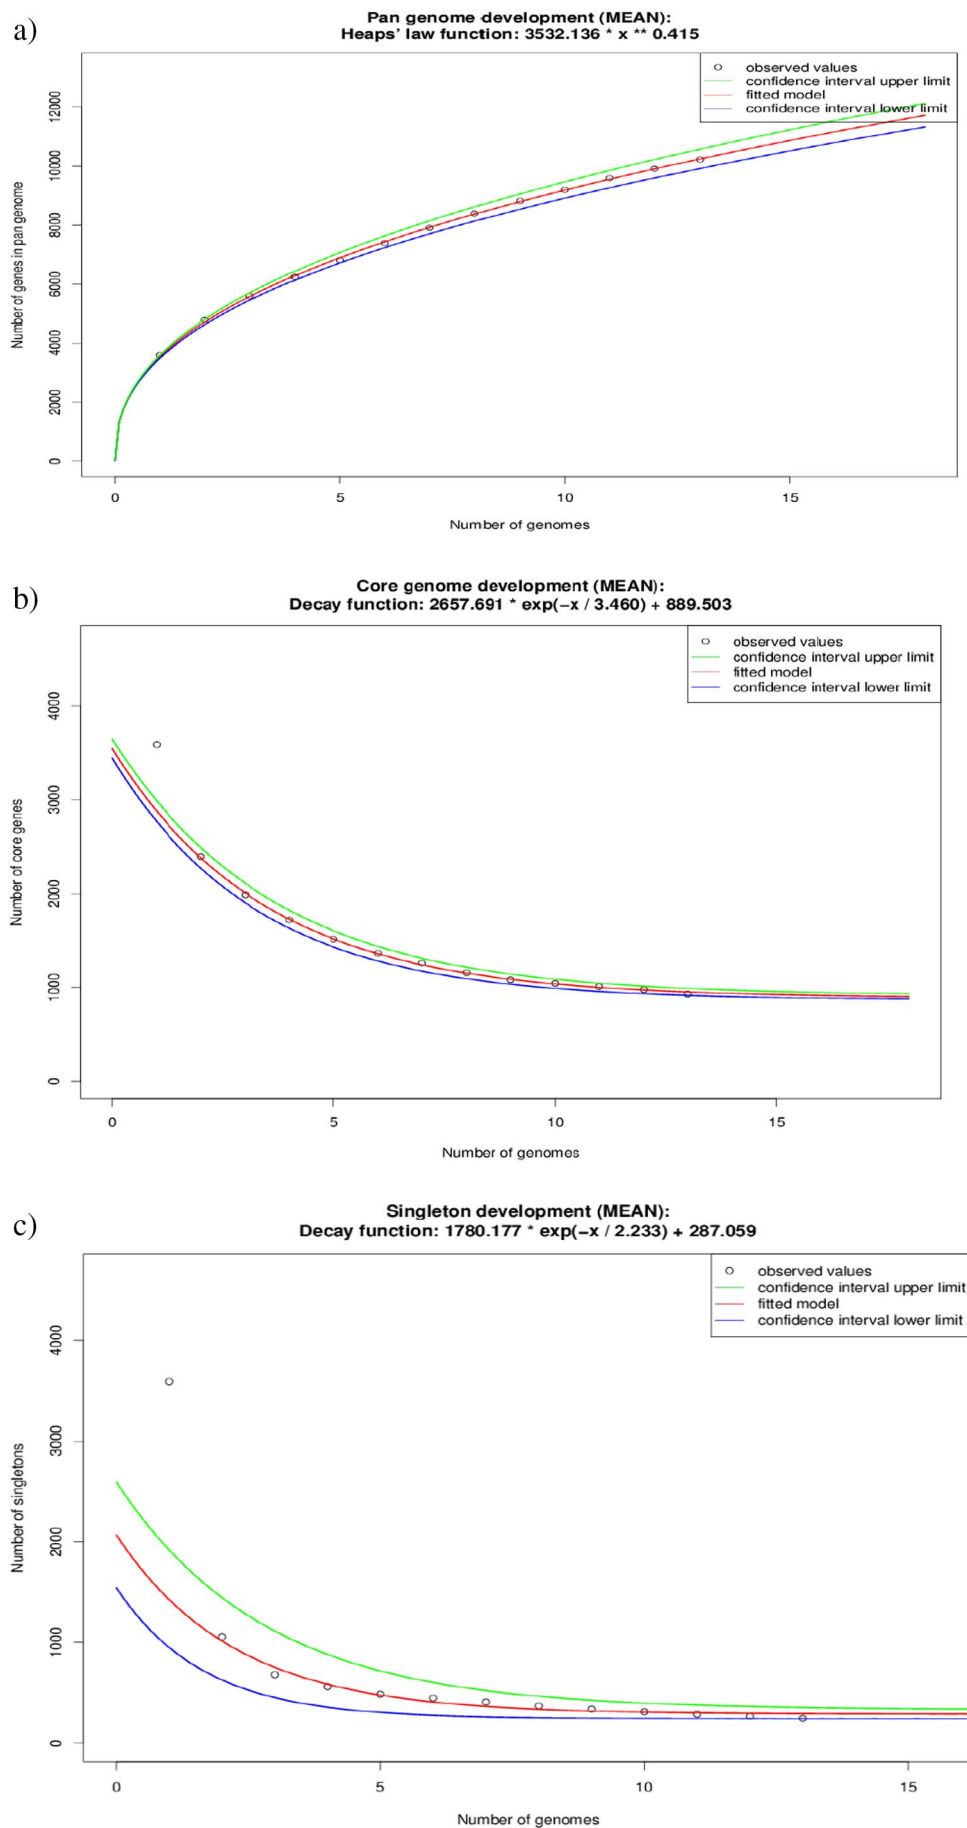 a)
Pan genome development (MEAN):
Heaps' law function: 3532.136 * x ** 0.415
observed values
confidence interval upper limit
fitted model
confidence interval lower limit
Number of genes in pan genome
12000
10000
8000
6000
4000
2000
0
0 5 10 15
Number of genomes
b)
Core genome development (MEAN):
Decay function: 2657.691 * exp(−x / 3.460) + 889.503
observed values
confidence interval upper limit
fitted model
confidence interval lower limit
Number of core genes
4000
3000
2000
1000
0
0 5 10 15
Number of genomes
c)
Singleton development (MEAN):
Decay function: 1780.177 * exp(−x / 2.233) + 287.059
observed values
confidence interval upper limit
fitted model
confidence interval lower limit
Number of singletons
4000
3000
2000
1000
0
0 5 10 15
Number of genomes